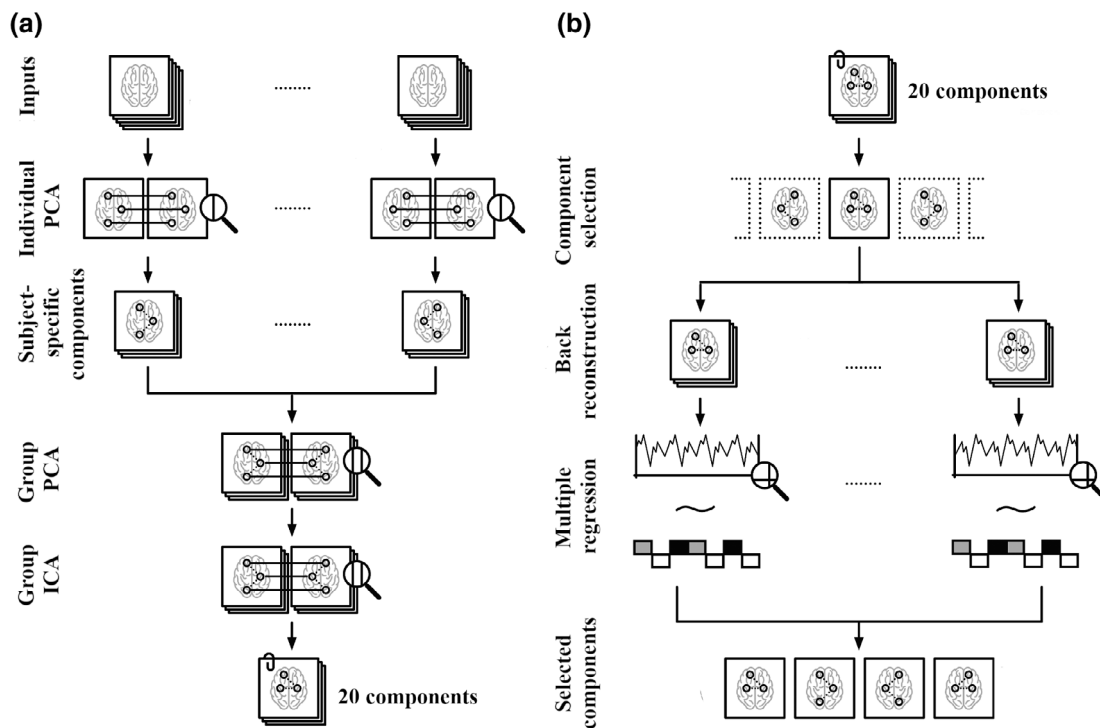 (a)
Inputs
........
Individual
PCA
........
Subject-
specific
components
........
Group
PCA
Group
ICA
20 components
(b)
20 components
Component
selection
Back
reconstruction
........
Multiple
regression
........
Selected
components